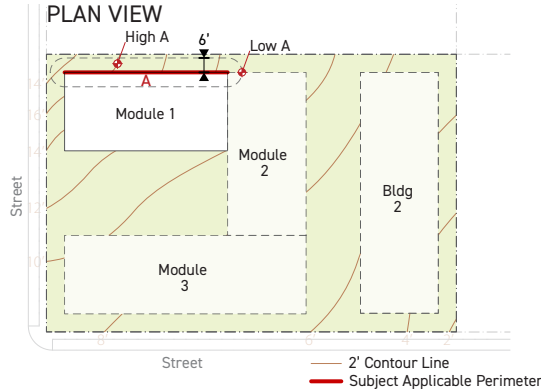 PLAN VIEW
High A
6'
Low A
14
A
16
Module 1
14
Module
2
Street
Bldg
2
12
10
Module
3
8
6
4
2
Street
2' Contour Line
Subject Applicable Perimeter